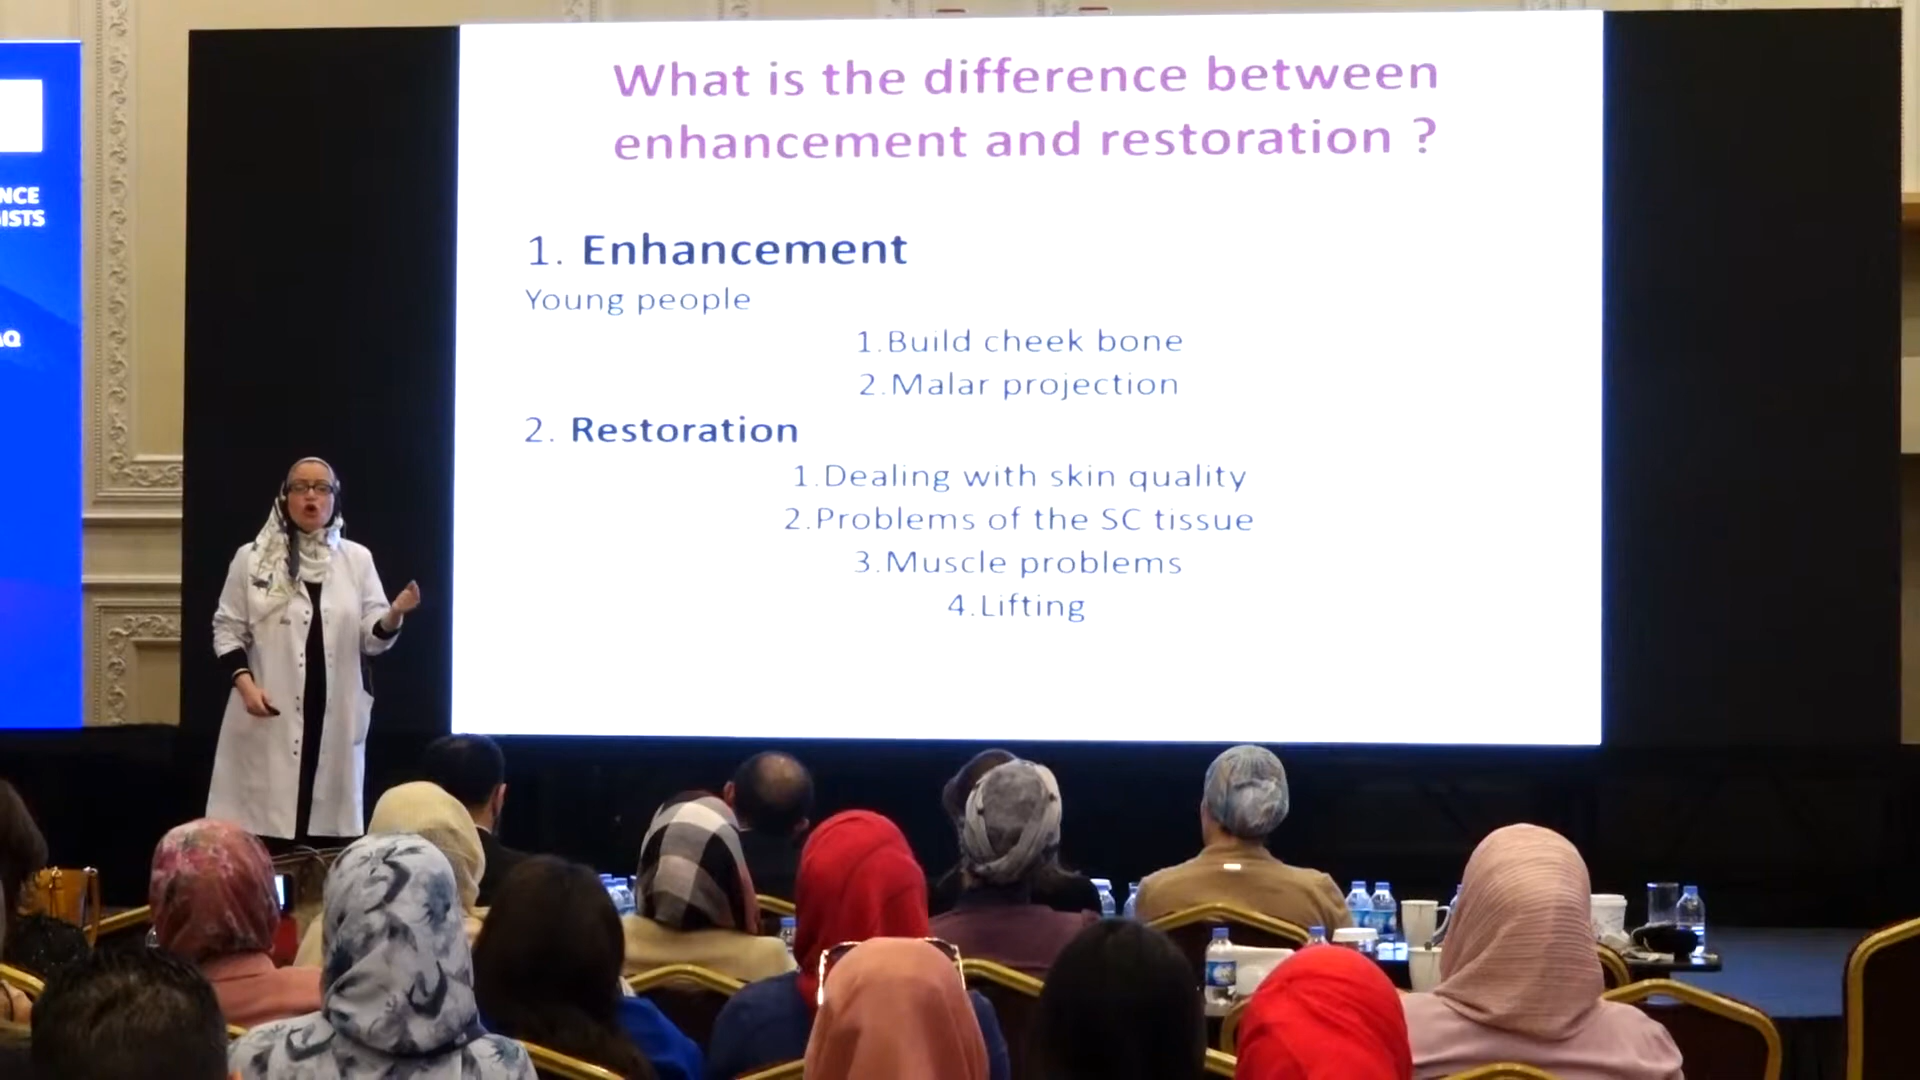 What is the difference between
enhancement and restoration ?
1. Enhancement
Young people
1.Build cheek bone
2.Malar projection
2. Restoration
1.Dealing with skin quality
2.Problems of the SC tissue
3.Muscle problems
4.Lifting
NCE
ISTS
AQ